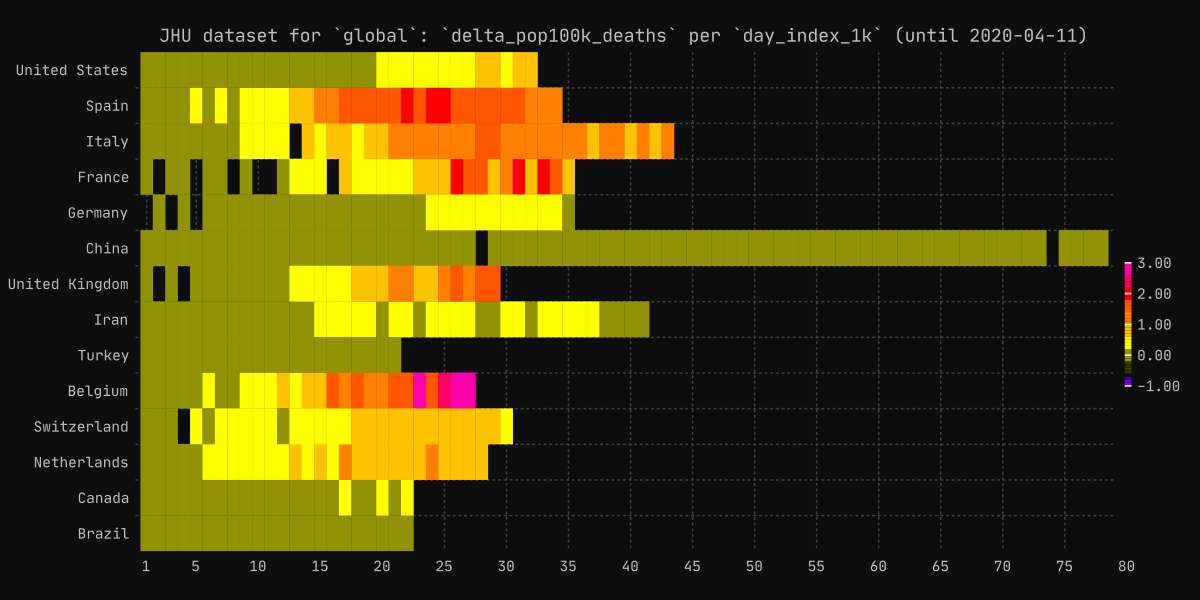 JHU dataset for `global`: `delta_pop100k_deaths` per `day_index_1k` (until 2020-04-11)
United States
Spain
Italy
France
Germany
China
United Kingdom
Iran
Turkey
Belgium
Switzerland
Netherlands
Canada
Brazil
3.00
2.00
1.00
0.00
-1.00
1 5 10 15 20 25 30 35 40 45 50 55 60 65 70 75 80